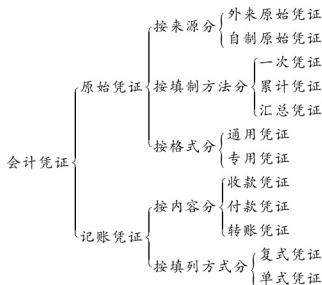 会计凭证
原始凭证
按来源分
外来原始凭证
自制原始凭证
按填制方法分
一次凭证
累计凭证
汇总凭证
按格式分
通用凭证
专用凭证
记账凭证
按内容分
收款凭证
付款凭证
转账凭证
按填列方式分
复式凭证
单式凭证